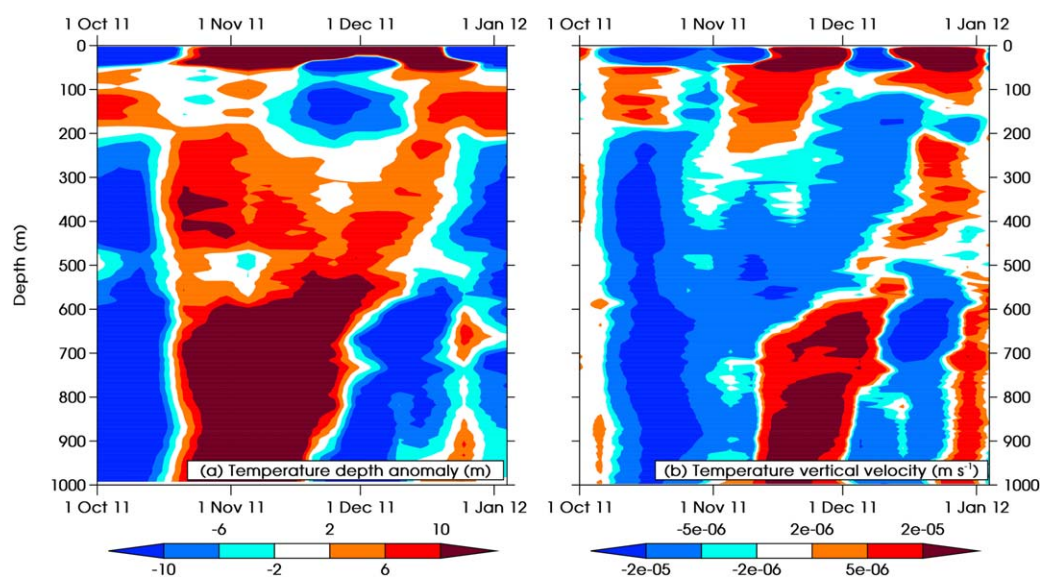 1 Oct 11 1 Nov 11 1 Dec 11 1 Jan 12
1 Oct 11 1 Nov 11 1 Dec 11 1 Jan 12
0
100
200
300
400
500
600
700
800
900
1000
Depth (m)
0
100
200
300
400
500
600
700
800
900
1000
(a) Temperature depth anomaly (m)
(b) Temperature vertical velocity (m s⁻¹)
1 Oct 11 1 Nov 11 1 Dec 11 1 Jan 12
1 Oct 11 1 Nov 11 1 Dec 11 1 Jan 12
-6 2 10
-10 -2 6
-5e-06 2e-06 2e-05
-2e-05 -2e-06 5e-06